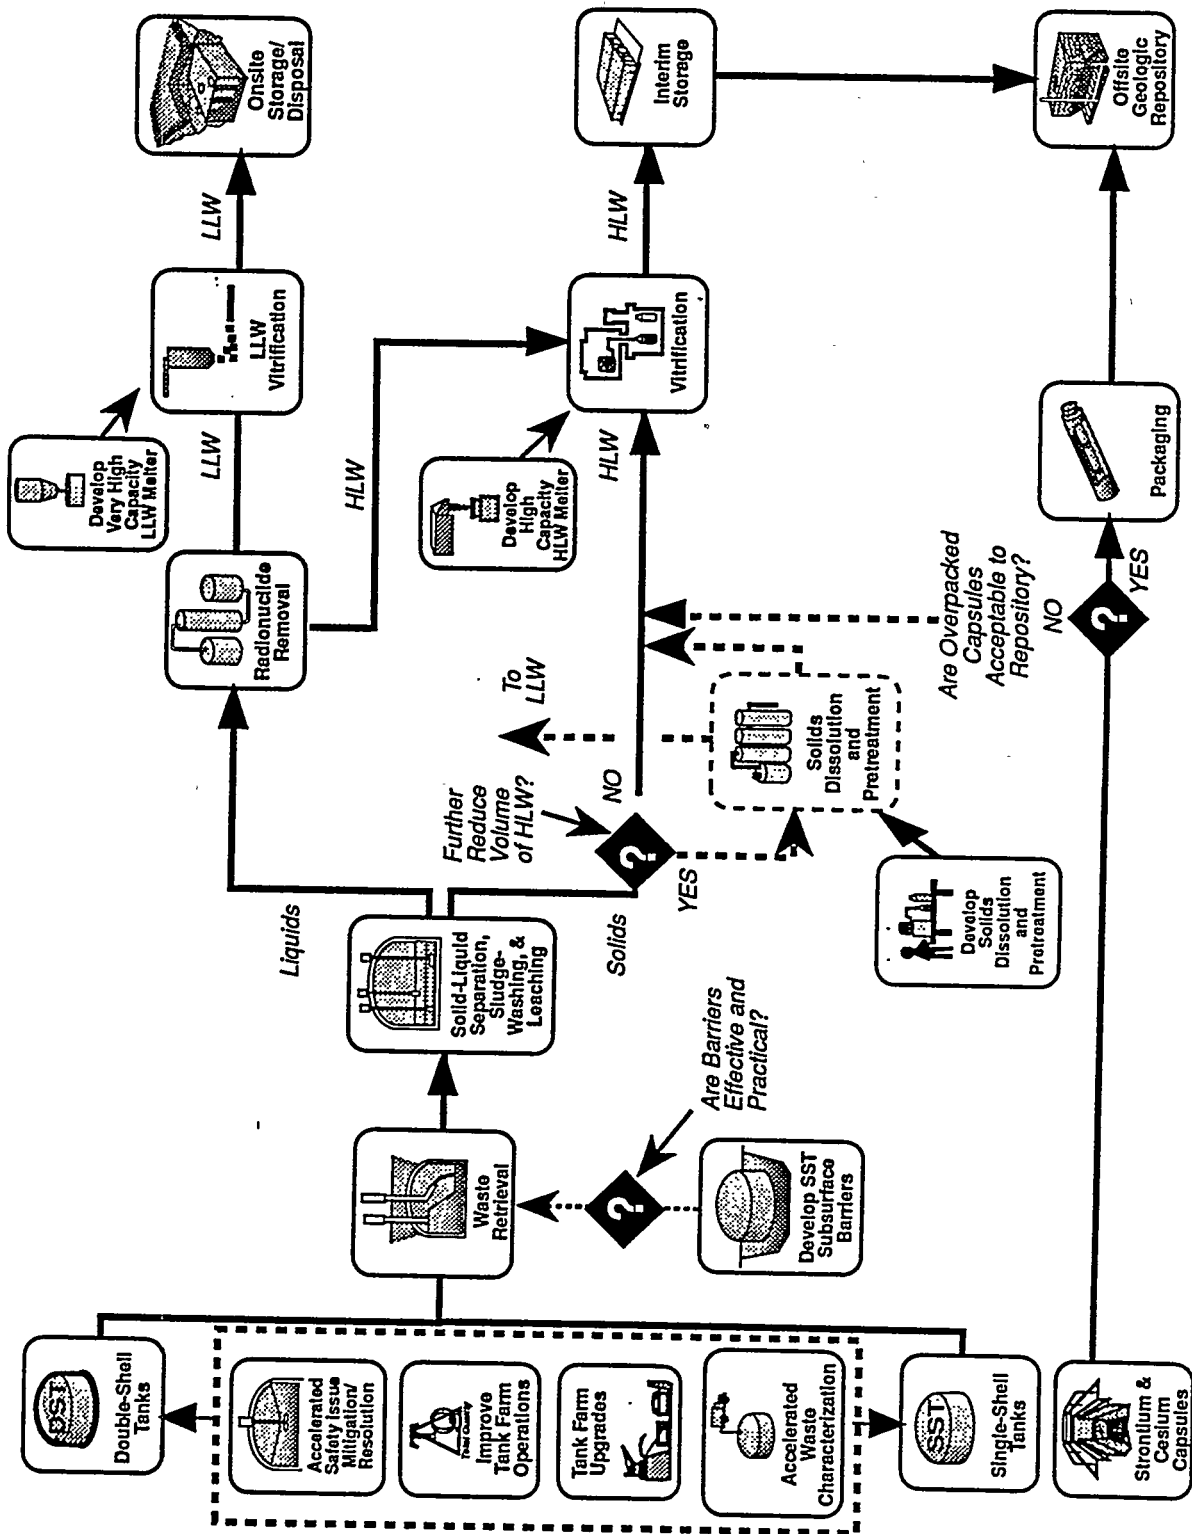 DST
Double-Shell
Tanks
Accelerated
Safety Issue
Mitigation/
Resolution
Total Quality
Improve
Tank Farm
Operations
Tank Farm
Upgrades
Accelerated
Waste
Characterization
SST
Single-Shell
Tanks
Strontium &
Cesium
Capsules
Waste
Retrieval
?
Are Barriers
Effective and
Practical?
Develop SST
Subsurface
Barriers
Solid-Liquid
Separation,
Sludge-
Washing, &
Leaching
Liquids
Solids
Further
Reduce
Volume
of HLW?
?
YES
NO
To
LLW
Develop
Solids
Dissolution
and
Pretreatment
Solids
Dissolution
and
Pretreatment
Radionuclide
Removal
LLW
HLW
Develop
Very High
Capacity
LLW Melter
LLW
Vitrification
LLW
Onsite
Storage/
Disposal
Develop
High
Capacity
HLW Melter
HLW
Vitrification
HLW
Interim
Storage
Are Overpacked
Capsules
Acceptable to
Repository?
NO
?
YES
Packaging
Offsite
Geologic
Repository